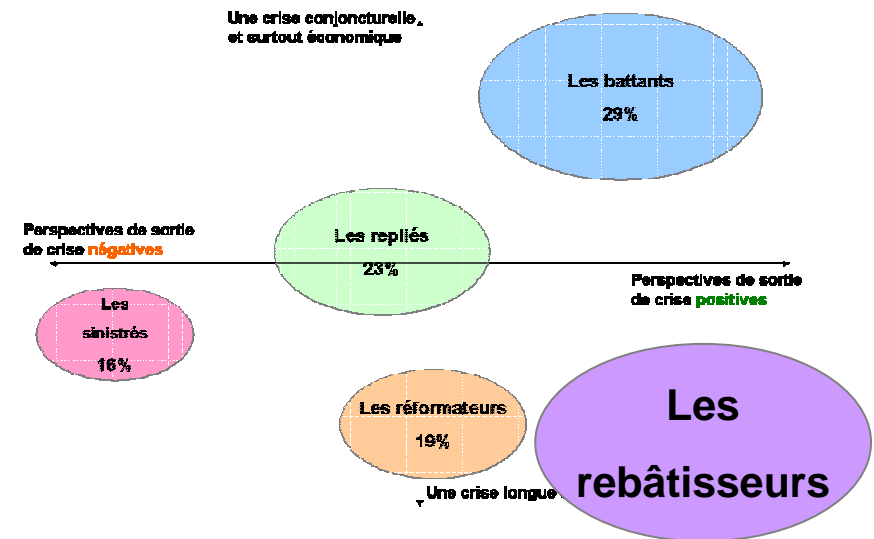 Une crise conjoncturelle
et surtout économique
Les battants
29%
Les repliés
23%
Perspectives de sortie
de crise négatives
Perspectives de sortie
de crise positives
Les
sinistrés
16%
Les réformateurs
19%
Les
rebâtisseurs
Une crise longue